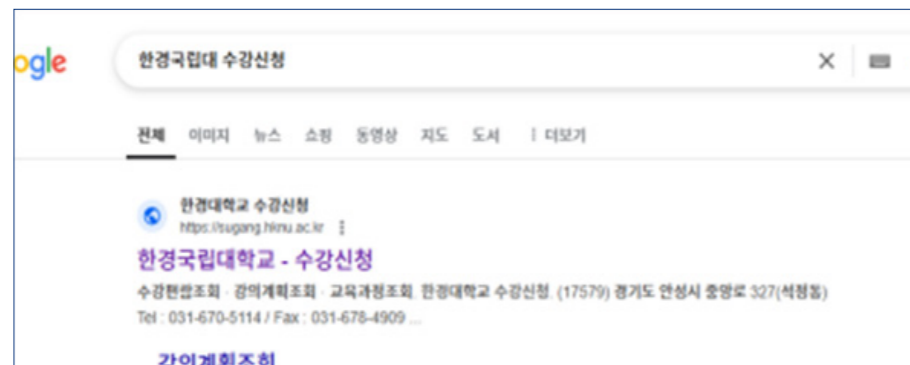 ogle
한경국립대 수강신청
전체 이미지 뉴스 쇼핑 동영상 지도 도서 ⋮ 더보기
한경대학교 수강신청
https://sugang.hknu.ac.kr ⋮
한경국립대학교 - 수강신청
수강편람조회 · 강의계획조회 · 교육과정조회. 한경대학교 수강신청. (17579) 경기도 안성시 중앙로 327(석정동)
Tel : 031-670-5114 / Fax : 031-678-4909 ...
강의계획조회